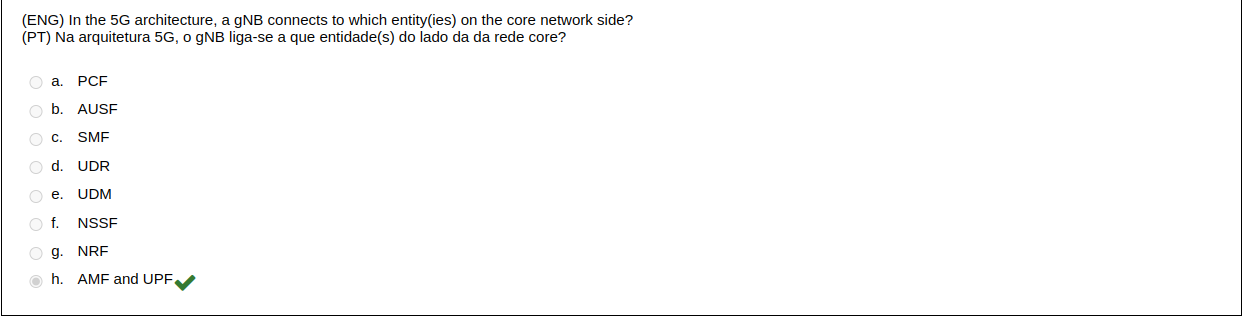 (ENG) In the 5G architecture, a gNB connects to which entity(ies) on the core network side?
(PT) Na arquitetura 5G, o gNB liga-se a que entidade(s) do lado da da rede core?
a. PCF
b. AUSF
c. SMF
d. UDR
e. UDM
f. NSSF
g. NRF
h. AMF and UPF